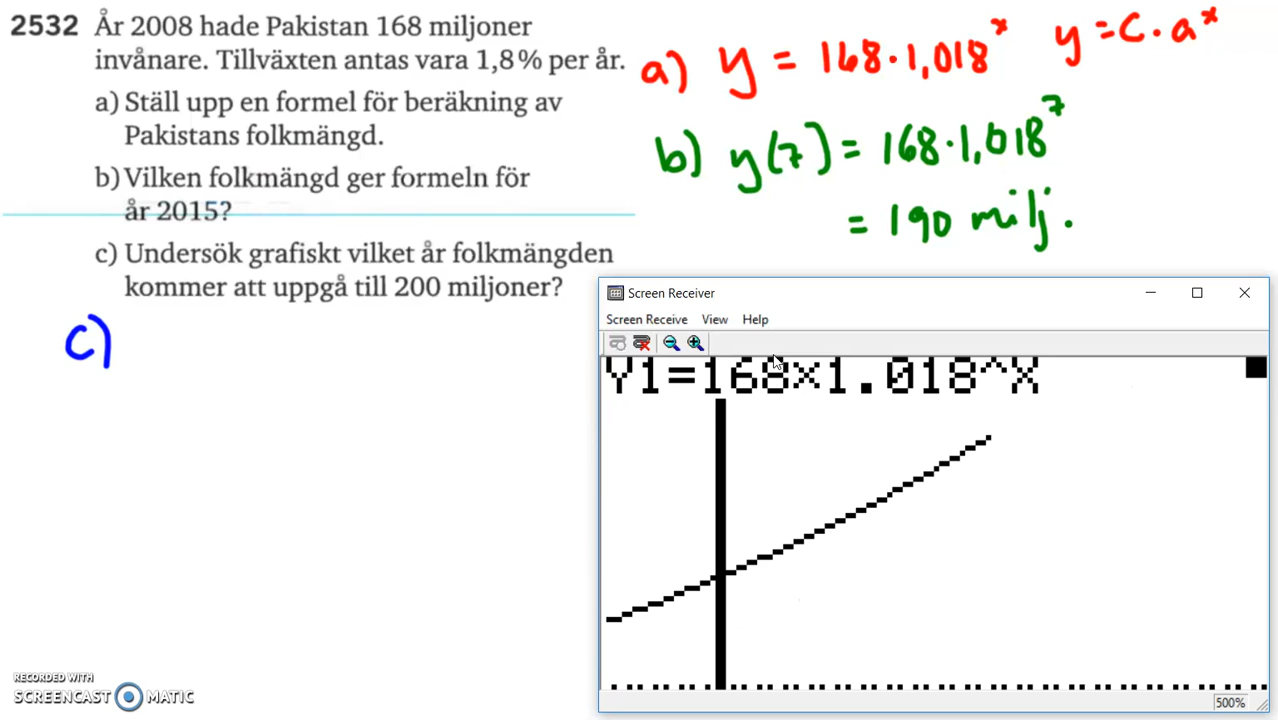 2532 År 2008 hade Pakistan 168 miljoner
invånare. Tillväxten antas vara 1,8% per år.
a) Ställ upp en formel för beräkning av
Pakistans folkmängd.
b) Vilken folkmängd ger formeln för
år 2015?
c) Undersök grafiskt vilket år folkmängden
kommer att uppgå till 200 miljoner?
a) y = 168·1,018^x y = C·a^x
b) y(7) = 168·1,018^7
= 190 milj.
c)
Screen Receiver
Screen Receive View Help
Y1=168×1.018^X
500%
RECORDED WITH
SCREENCAST MATIC